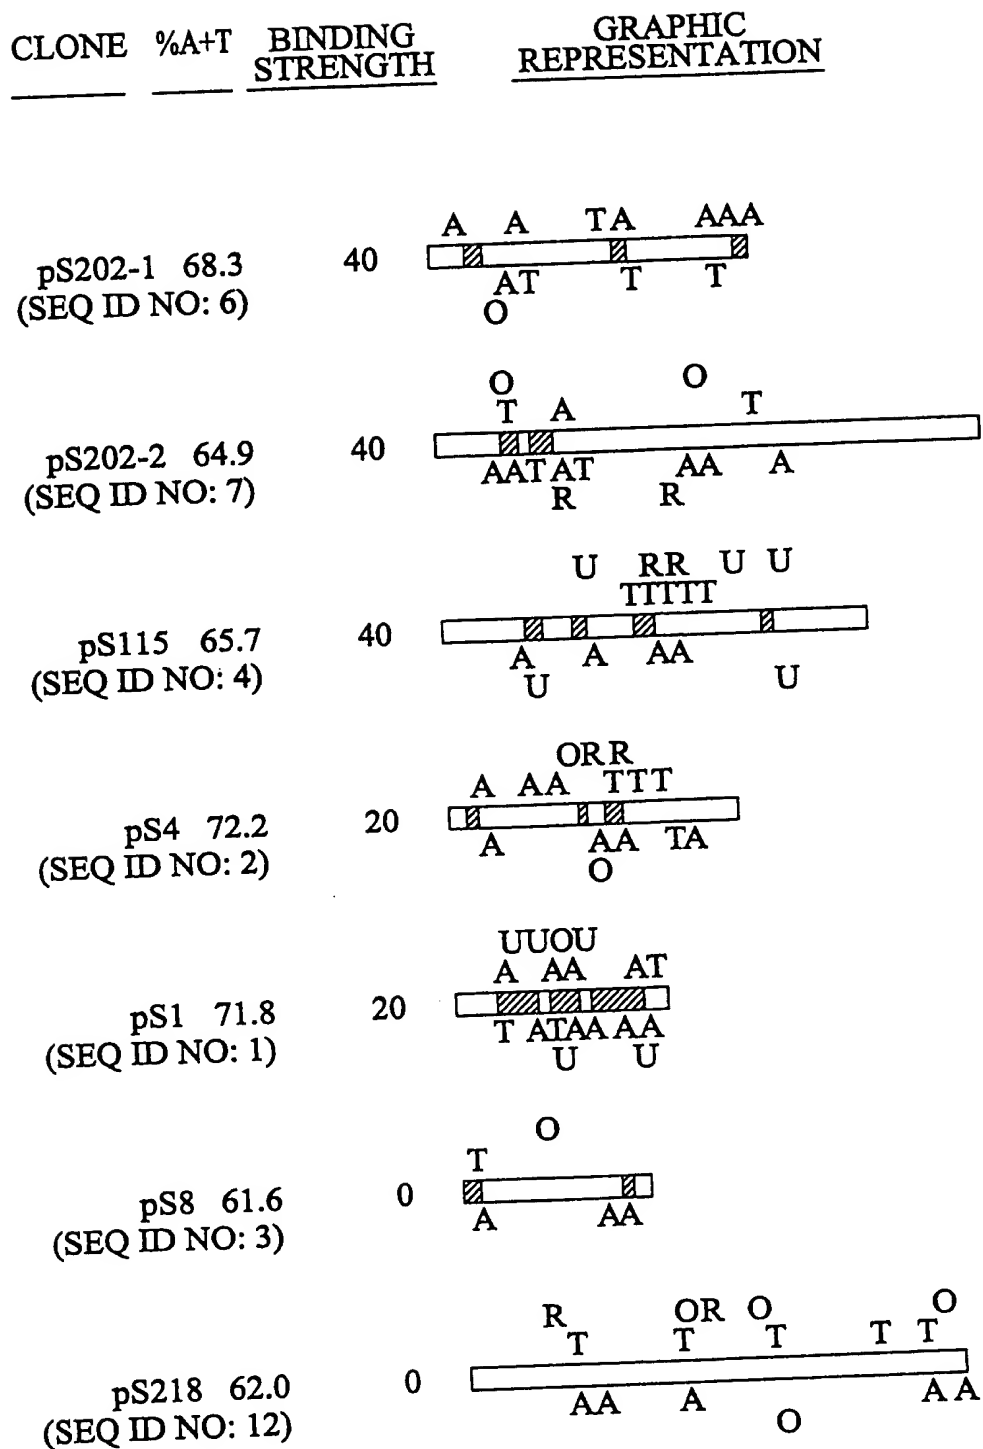 CLONE %A+T BINDING STRENGTH GRAPHIC REPRESENTATION
A A T A AAA
pS202-1 68.3 40
(SEQ ID NO: 6)
AT T T
O
O O
T A T
pS202-2 64.9 40
(SEQ ID NO: 7)
AAT AT AA A
R R
U RR U U
TTTTT
pS115 65.7 40
(SEQ ID NO: 4)
A A AA
U U
OR R
A AA TTT
pS4 72.2 20
(SEQ ID NO: 2)
A AA TA
O
UUOU
A AA AT
pS1 71.8 20
(SEQ ID NO: 1)
T ATAA AA
U U
O
T
pS8 61.6 0
(SEQ ID NO: 3)
A AA
R OR O O
T T T T T
pS218 62.0 0
(SEQ ID NO: 12)
AA A A A
O